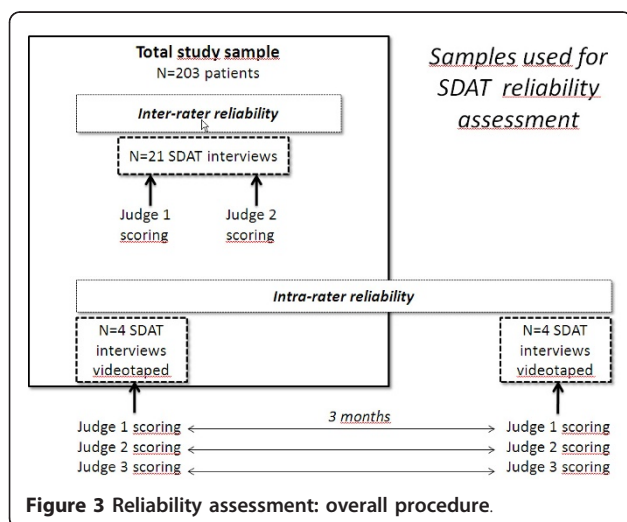 Total study sample
N=203 patients
Samples used for
SDAT reliability
assessment
Inter-rater reliability
N=21 SDAT interviews
Judge 1
scoring
Judge 2
scoring
Intra-rater reliability
N=4 SDAT
interviews
videotaped
N=4 SDAT
interviews
videotaped
3 months
Judge 1 scoring
Judge 1 scoring
Judge 2 scoring
Judge 2 scoring
Judge 3 scoring
Judge 3 scoring
Figure 3 Reliability assessment: overall procedure.